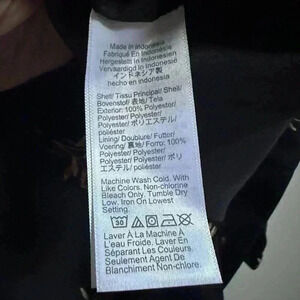 Made in Indonesia
Fabriqué En Indonésie
Hergestellt in Indonesien
Vervaardigd In Indonesië
インドネシア製
hecho en indonesia
Shell/ Tissu Principal/ Shell/
Bovenstof/ 表地/ Tela
Exterior: 100% Polyester/
Polyester/ Polyester/
Polyester/ ポリエステル/
poliéster
Lining/ Doublure/ Futter/
Voering/ 裏地/ Forro: 100%
Polyester/ Polyester/
Polyester/ Polyester/ ポリ
エステル/ poliéster
Machine Wash Cold. With
Like Colors. Non-chlorine
Bleach Only. Tumble Dry
Low. Iron On Lowest
Setting.
30
Laver À La Machine À
L'eau Froide. Laver En
Séparant Les Couleurs.
Seulement Agent De
Blanchiment Non-chlore.